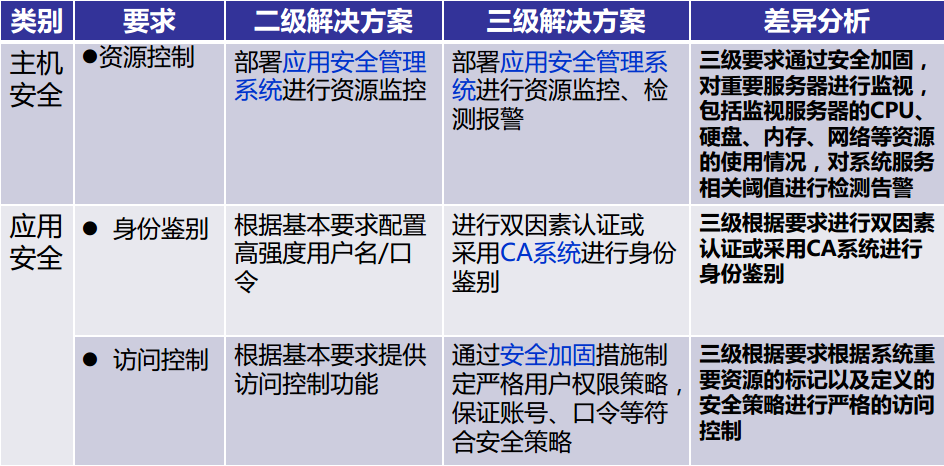 类别
要求
二级解决方案
三级解决方案
差异分析
主机
安全
●资源控制
部署应用安全管理
系统进行资源监控
部署应用安全管理系
统进行资源监控、检
测报警
三级要求通过安全加固，
对重要服务器进行监视，
包括监视服务器的CPU、
硬盘、内存、网络等资源
的使用情况，对系统服务
相关阈值进行检测告警
应用
安全
● 身份鉴别
根据基本要求配置
高强度用户名/口
令
进行双因素认证或
采用CA系统进行身份
鉴别
三级根据要求进行双因素
认证或采用CA系统进行
身份鉴别
● 访问控制
根据基本要求提供
访问控制功能
通过安全加固措施制
定严格用户权限策略，
保证账号、口令等符
合安全策略
三级根据要求根据系统重
要资源的标记以及定义的
安全策略进行严格的访问
控制